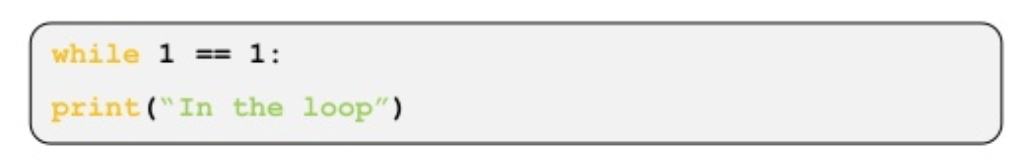 while 1 == 1:
print(“In the loop”)